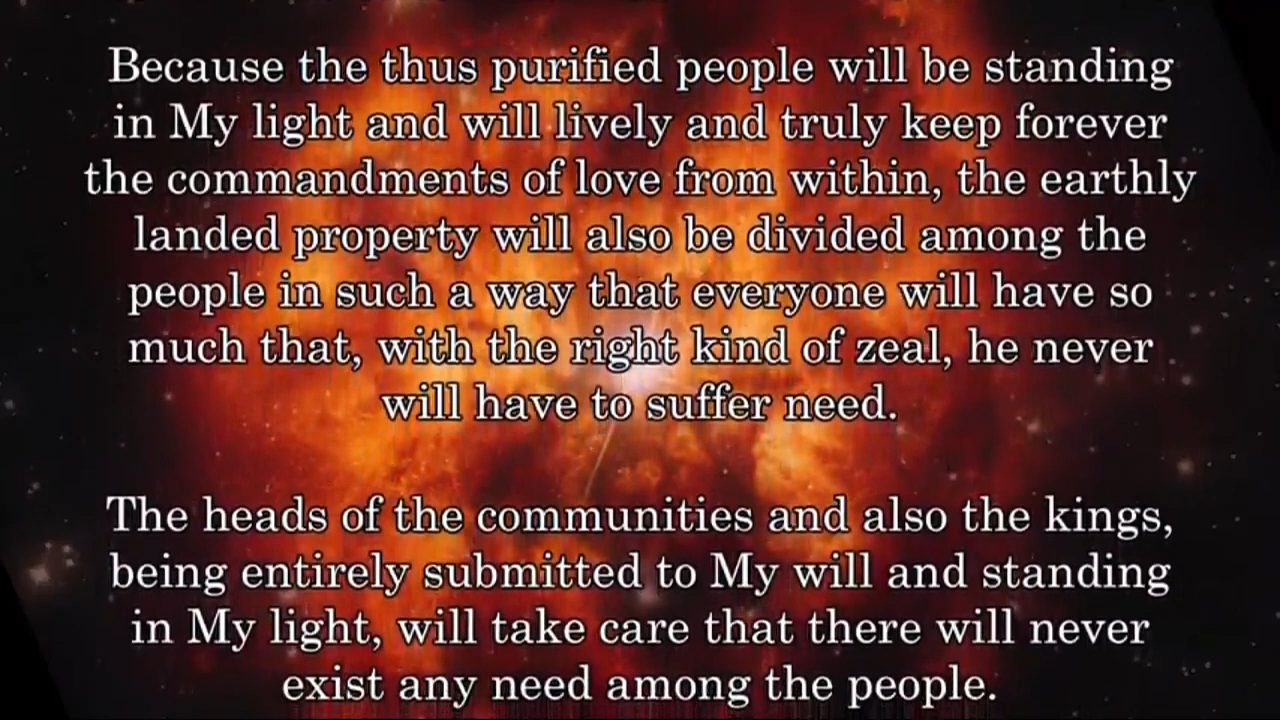 Because the thus purified people will be standing
in My light and will lively and truly keep forever
the commandments of love from within, the earthly
landed property will also be divided among the
people in such a way that everyone will have so
much that, with the right kind of zeal, he never
will have to suffer need.
The heads of the communities and also the kings,
being entirely submitted to My will and standing
in My light, will take care that there will never
exist any need among the people.